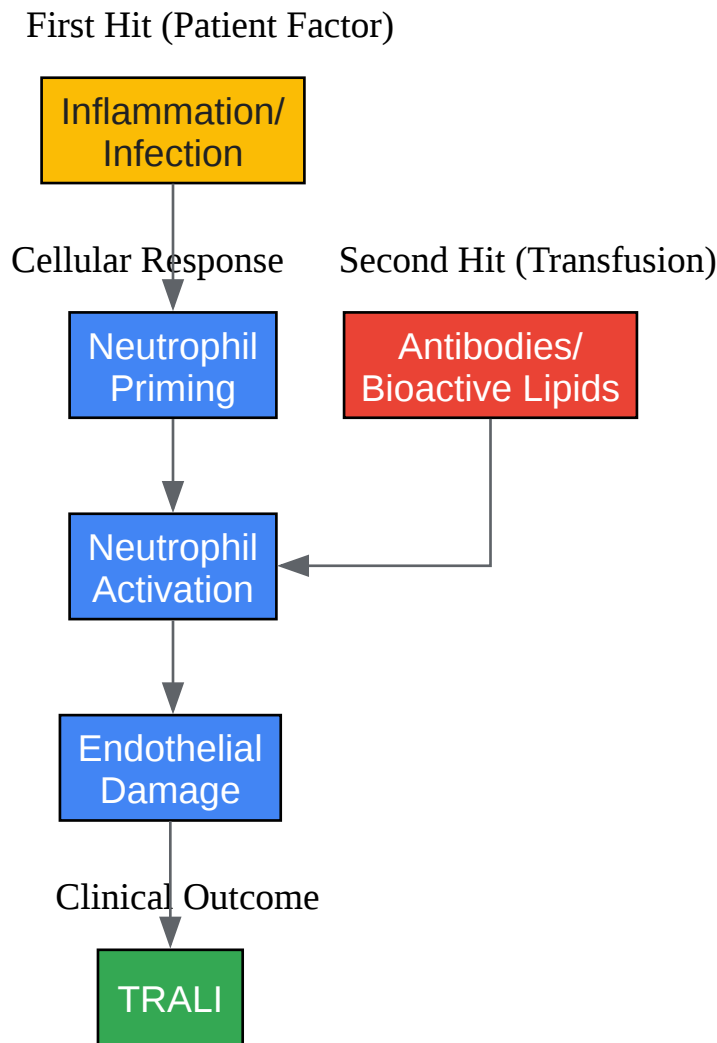 First Hit (Patient Factor)
Inflammation/
Infection
Cellular Response
Second Hit (Transfusion)
Neutrophil
Priming
Antibodies/
Bioactive Lipids
Neutrophil
Activation
Endothelial
Damage
Clinical Outcome
TRALI